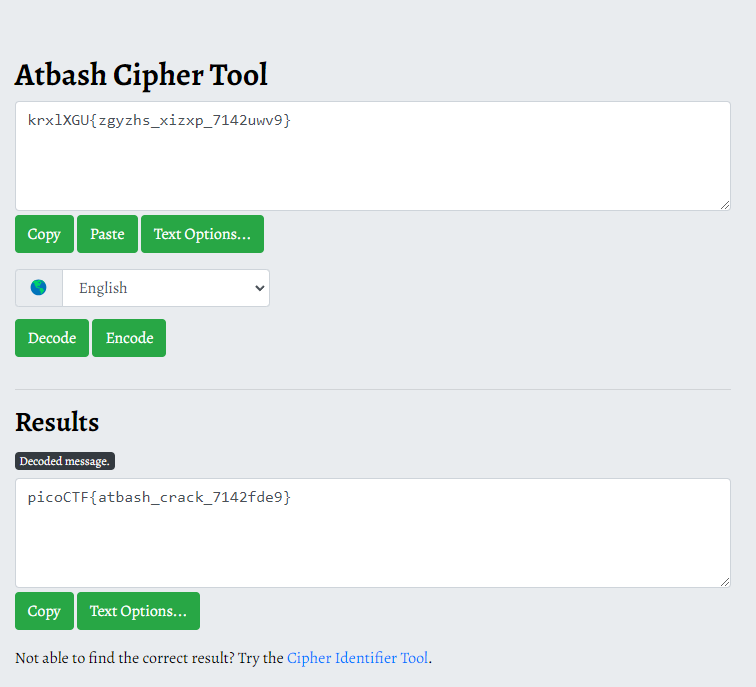 Atbash Cipher Tool
krxlXGU{zgyzhs_xizxp_7142uwv9}
Copy Paste Text Options...
English
Decode Encode
Results
Decoded message.
picoCTF{atbash_crack_7142fde9}
Copy Text Options...
Not able to find the correct result? Try the Cipher Identifier Tool.